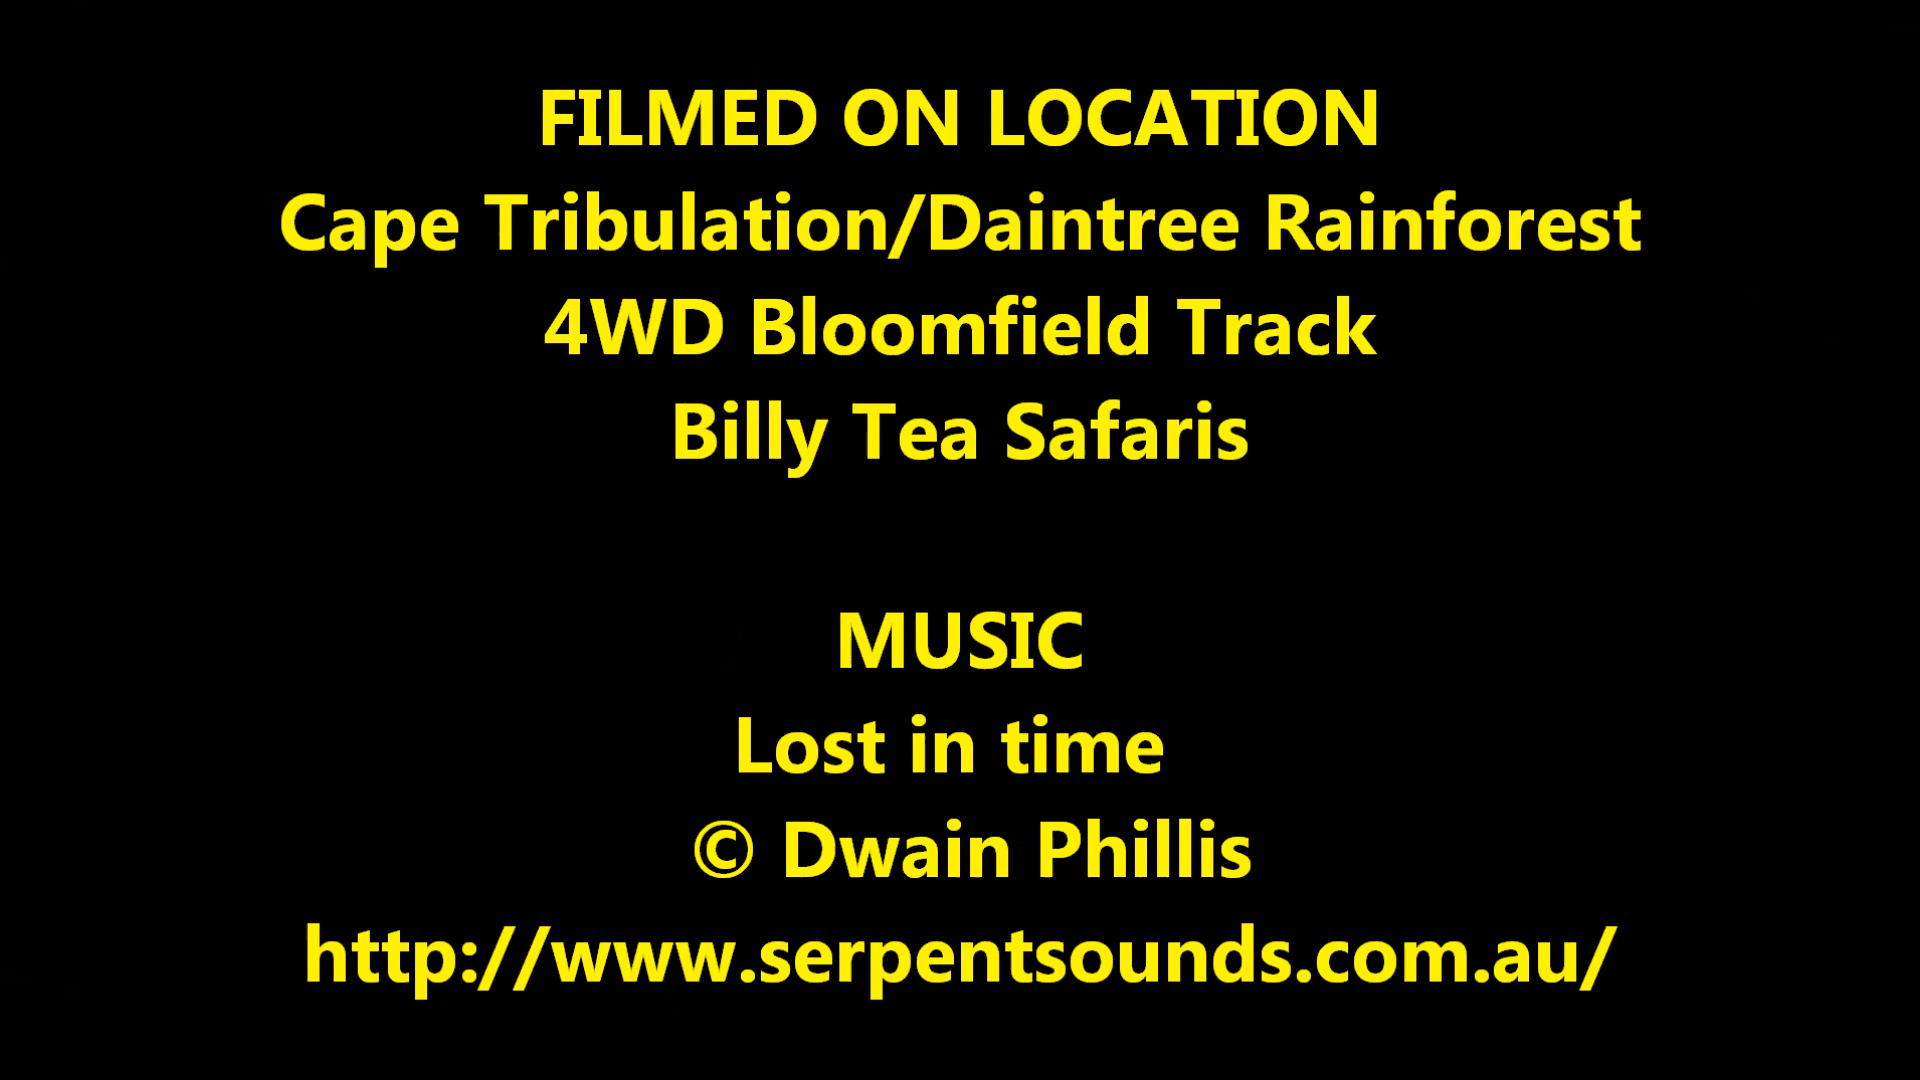 FILMED ON LOCATION
Cape Tribulation/Daintree Rainforest
4WD Bloomfield Track
Billy Tea Safaris
MUSIC
Lost in time
© Dwain Phillis
http://www.serpentsounds.com.au/